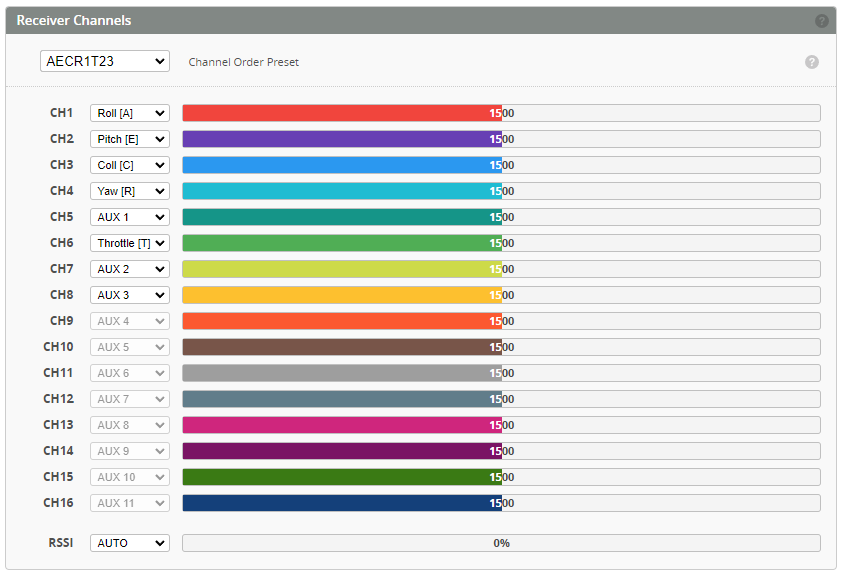 Receiver Channels
AECR1T23 Channel Order Preset
CH1 Roll [A] 1500
CH2 Pitch [E] 1500
CH3 Coll [C] 1500
CH4 Yaw [R] 1500
CH5 AUX 1 1500
CH6 Throttle [T] 1500
CH7 AUX 2 1500
CH8 AUX 3 1500
CH9 AUX 4 1500
CH10 AUX 5 1500
CH11 AUX 6 1500
CH12 AUX 7 1500
CH13 AUX 8 1500
CH14 AUX 9 1500
CH15 AUX 10 1500
CH16 AUX 11 1500
RSSI AUTO 0%